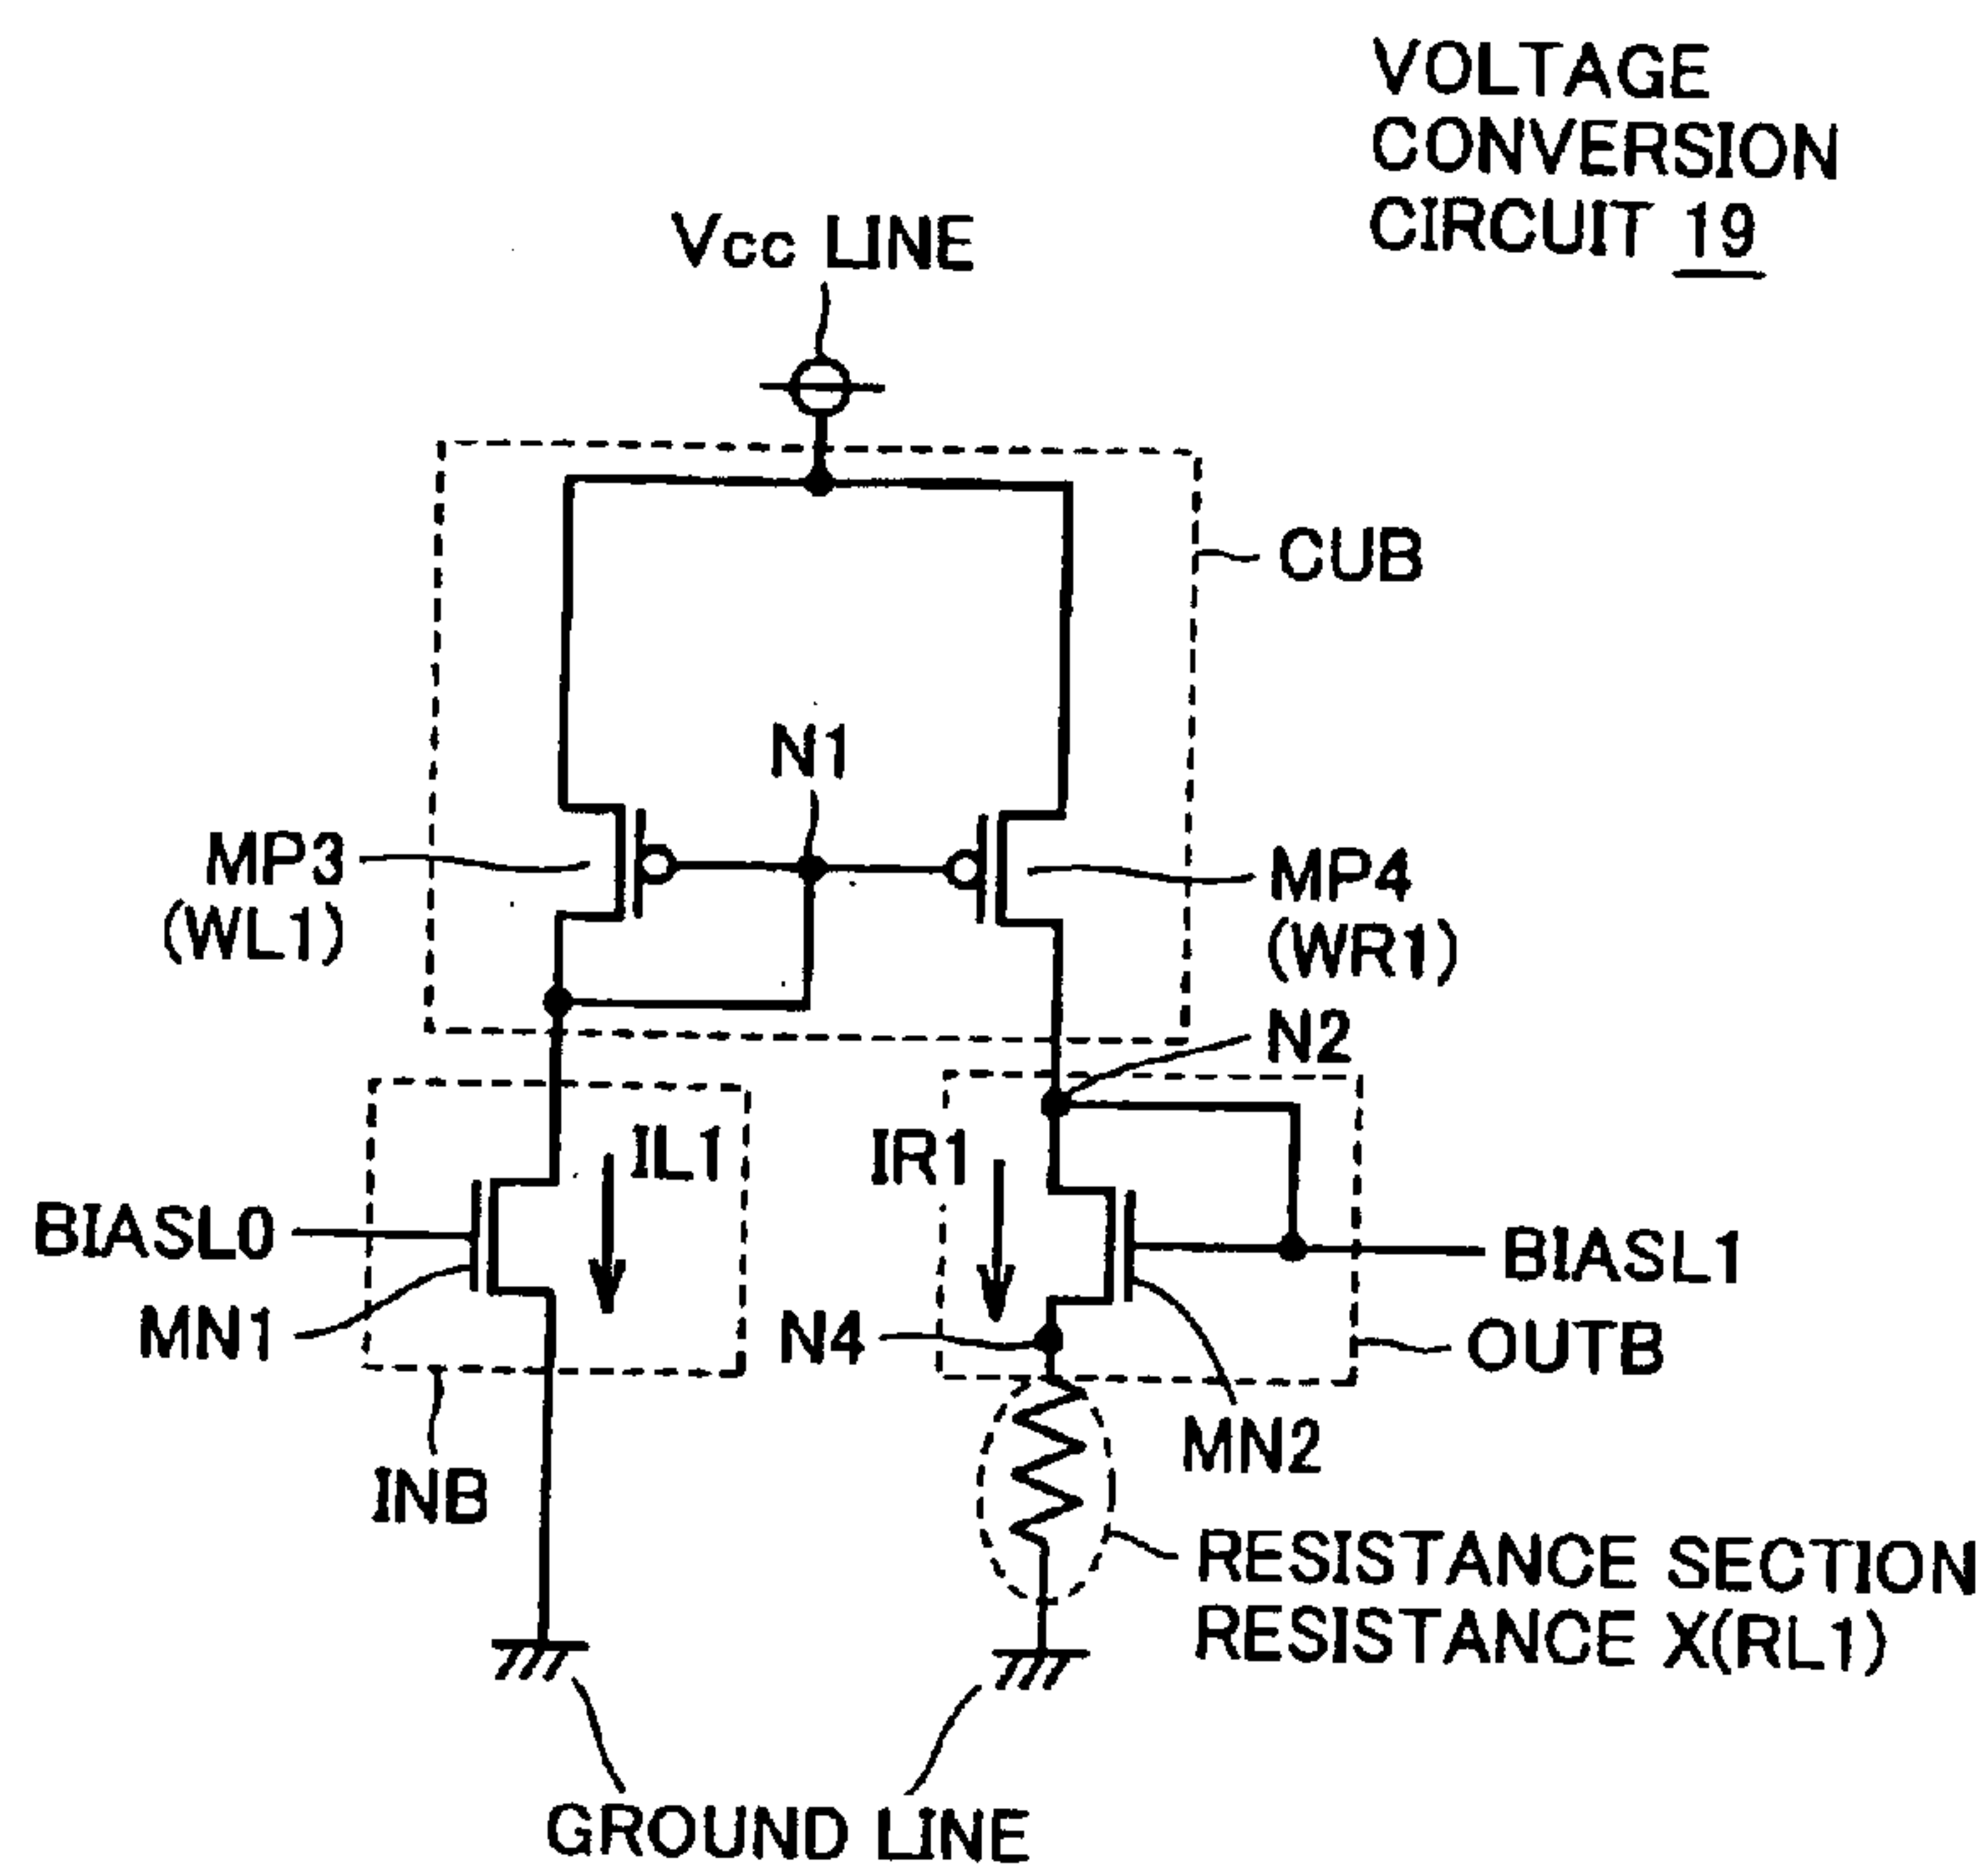 VOLTAGE
CONVERSION
CIRCUIT 19
Vcc LINE
CUB
N1
MP3
(WL1)
MP4
(WR1)
N2
IL1
IR1
BIASL0
BIASL1
MN1
N4
OUTB
MN2
INB
RESISTANCE SECTION
RESISTANCE X(RL1)
GROUND LINE